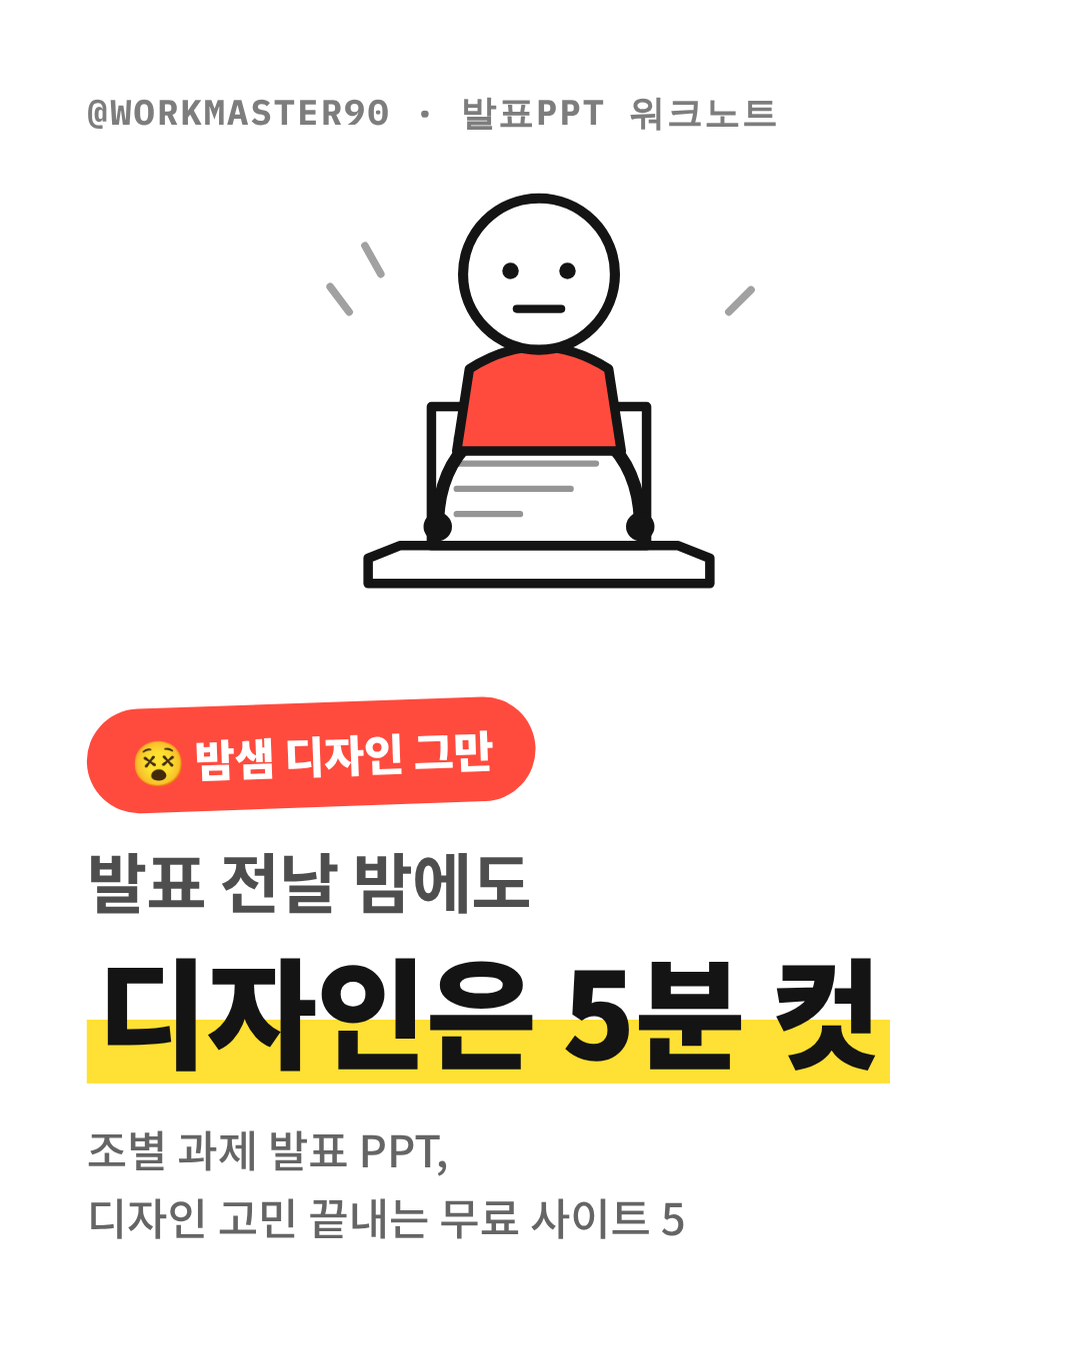 @WORKMASTER90 · 발표PPT 워크노트
😵 밤샘 디자인 그만
발표 전날 밤에도
디자인은 5분 컷
조별 과제 발표 PPT,
디자인 고민 끝내는 무료 사이트 5